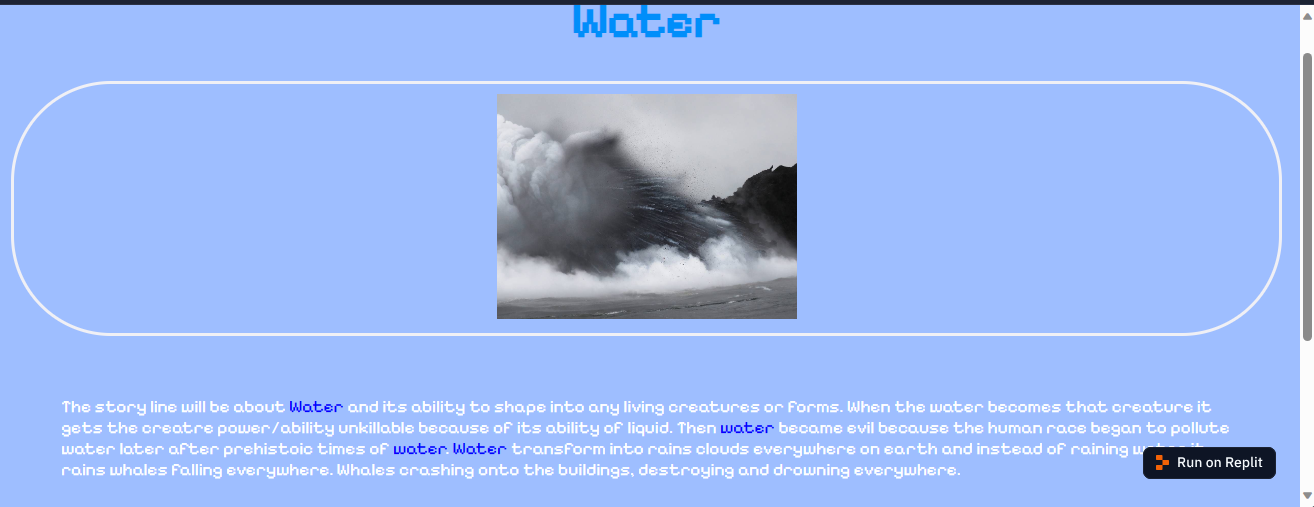 Water
The story line will be about Water and its ability to shape into any living creatures or forms. When the water becomes that creature it
gets the creatre power/ability unkillable because of its ability of liquid. Then water became evil because the human race began to pollute
water later after prehistoic times of water Water transform into rains clouds everywhere on earth and instead of raining water it
rains whales falling everywhere. Whales crashing onto the buildings, destroying and drowning everywhere.
Run on Replit